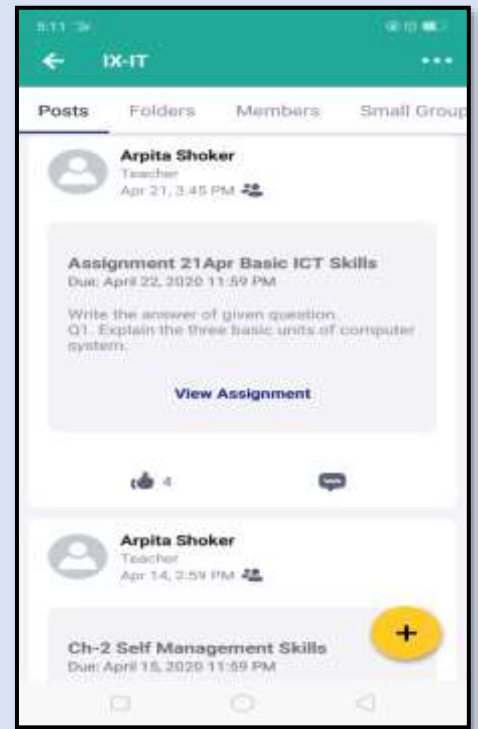 5:11
IX-IT
Posts Folders Members Small Group
Arpita Shoker
Teacher
Apr 21, 3:45 PM
Assignment 21Apr Basic ICT Skills
Due: April 22, 2020 11:59 PM
Write the answer of given question.
Q1. Explain the three basic units of computer
system.
View Assignment
4
Arpita Shoker
Teacher
Apr 14, 2:59 PM
Ch-2 Self Management Skills
Due: April 15, 2020 11:59 PM